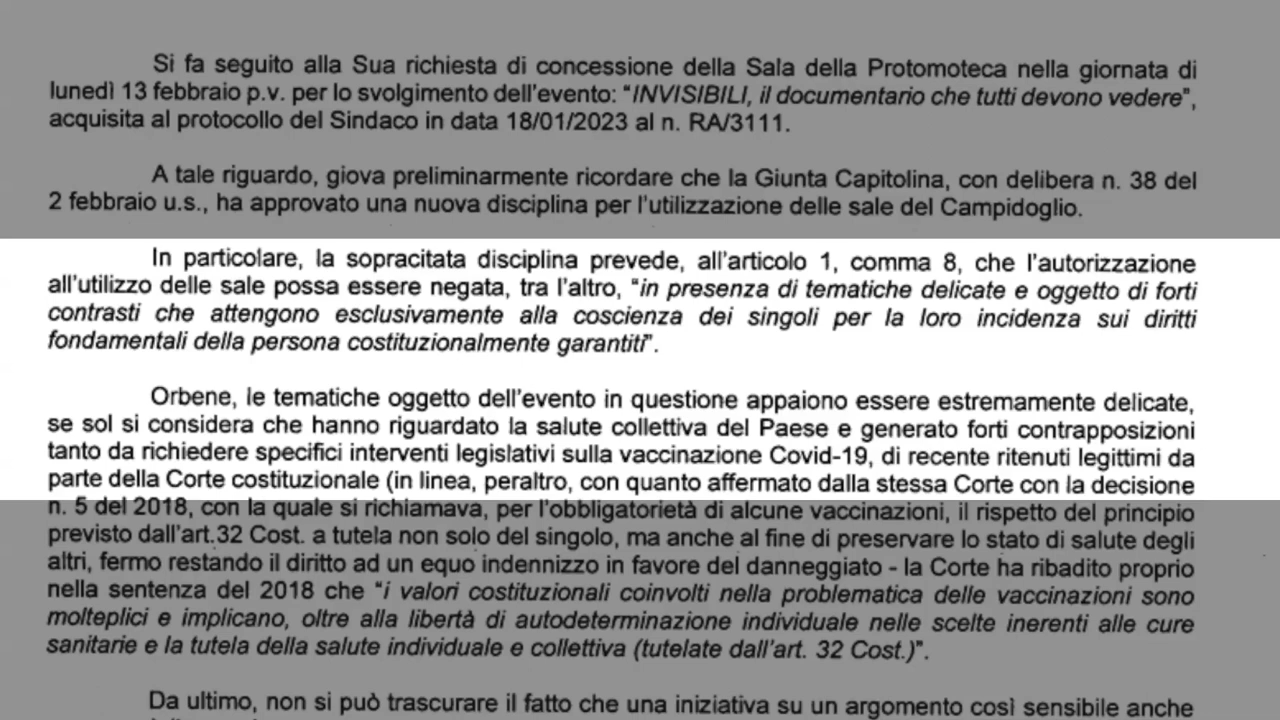 Si fa seguito alla Sua richiesta di concessione della Sala della Protomoteca nella giornata di
lunedì 13 febbraio p.v. per lo svolgimento dell'evento: "INVISIBILI, il documentario che tutti devono vedere",
acquisita al protocollo del Sindaco in data 18/01/2023 al n. RA/3111.
A tale riguardo, giova preliminarmente ricordare che la Giunta Capitolina, con delibera n. 38 del
2 febbraio u.s., ha approvato una nuova disciplina per l'utilizzazione delle sale del Campidoglio.
In particolare, la sopracitata disciplina prevede, all'articolo 1, comma 8, che l'autorizzazione
all'utilizzo delle sale possa essere negata, tra l'altro, "in presenza di tematiche delicate e oggetto di forti
contrasti che attengono esclusivamente alla coscienza dei singoli per la loro incidenza sui diritti
fondamentali della persona costituzionalmente garantiti".
Orbene, le tematiche oggetto dell'evento in questione appaiono essere estremamente delicate,
se sol si considera che hanno riguardato la salute collettiva del Paese e generato forti contrapposizioni
tanto da richiedere specifici interventi legislativi sulla vaccinazione Covid-19, di recente ritenuti legittimi da
parte della Corte costituzionale (in linea, peraltro, con quanto affermato dalla stessa Corte con la decisione
n. 5 del 2018, con la quale si richiamava, per l'obbligatorietà di alcune vaccinazioni, il rispetto del principio
previsto dall'art.32 Cost. a tutela non solo del singolo, ma anche al fine di preservare lo stato di salute degli
altri, fermo restando il diritto ad un equo indennizzo in favore del danneggiato - la Corte ha ribadito proprio
nella sentenza del 2018 che "i valori costituzionali coinvolti nella problematica delle vaccinazioni sono
molteplici e implicano, oltre alla libertà di autodeterminazione individuale nelle scelte inerenti alle cure
sanitarie e la tutela della salute individuale e collettiva (tutelate dall'art. 32 Cost.)".
Da ultimo, non si può trascurare il fatto che una iniziativa su un argomento così sensibile anche